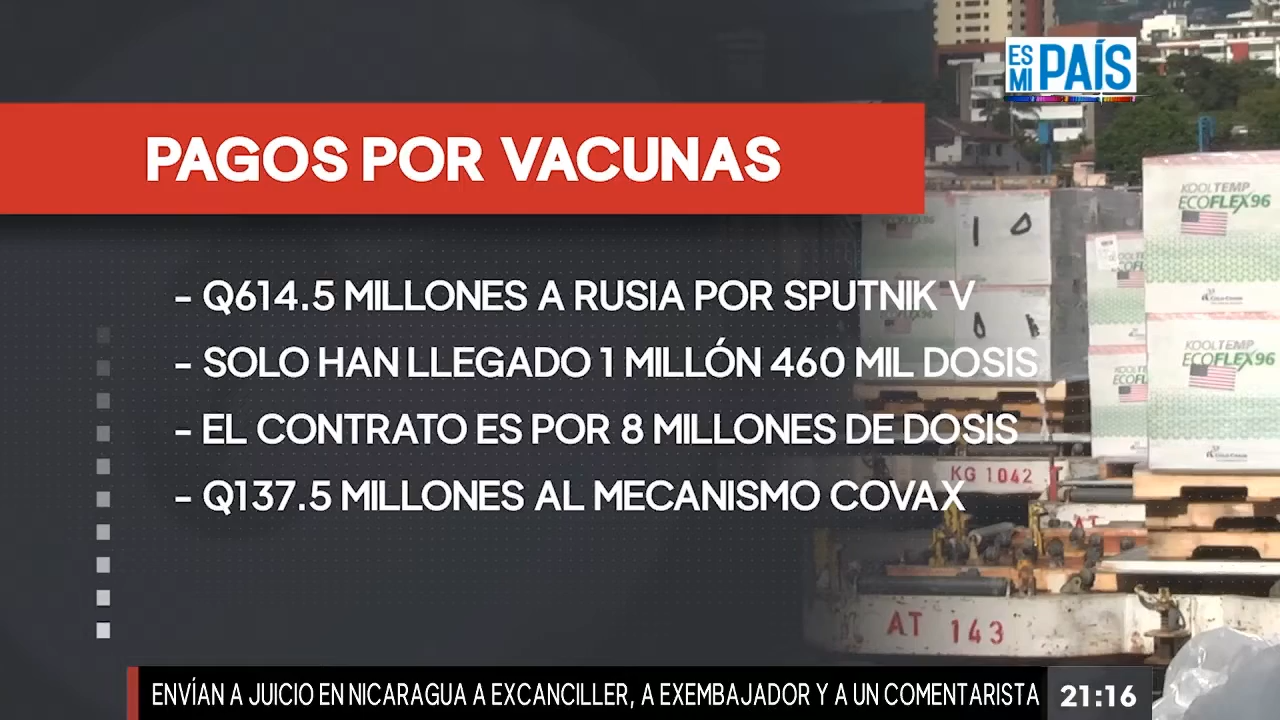 ES MI PAÍS
PAGOS POR VACUNAS
- Q614.5 MILLONES A RUSIA POR SPUTNIK V
- SOLO HAN LLEGADO 1 MILLÓN 460 MIL DOSIS
- EL CONTRATO ES POR 8 MILLONES DE DOSIS
- Q137.5 MILLONES AL MECANISMO COVAX
KOOLTEMP
ECOFLEX96
KOOLTEMP
ECOFLEX96
KG 1042
AT
AT 143
ENVÍAN A JUICIO EN NICARAGUA A EXCANCILLER, A EXEMBAJADOR Y A UN COMENTARISTA
21:16